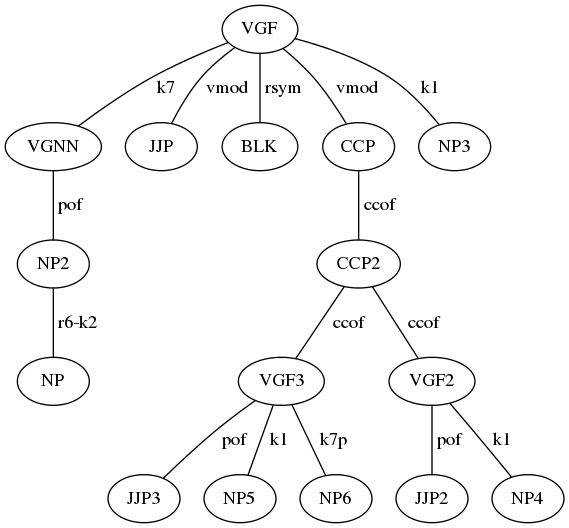 VGF
k7 vmod rsym vmod k1
VGNN JJP BLK CCP NP3
pof ccof
NP2 CCP2
r6-k2 ccof ccof
NP VGF3 VGF2
pof k1 k7p pof k1
JJP3 NP5 NP6 JJP2 NP4